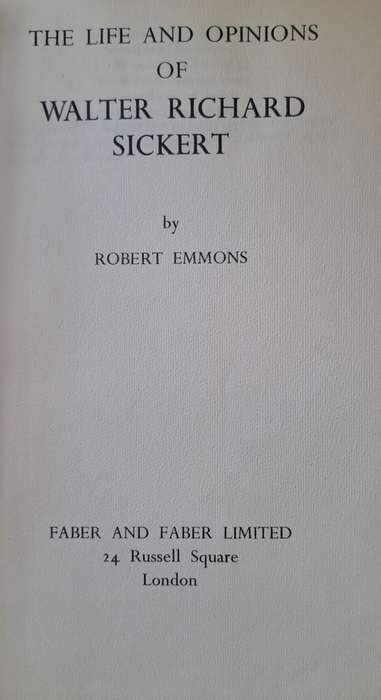 THE LIFE AND OPINIONS
OF
WALTER RICHARD
SICKERT
by
ROBERT EMMONS
FABER AND FABER LIMITED
24 Russell Square
London